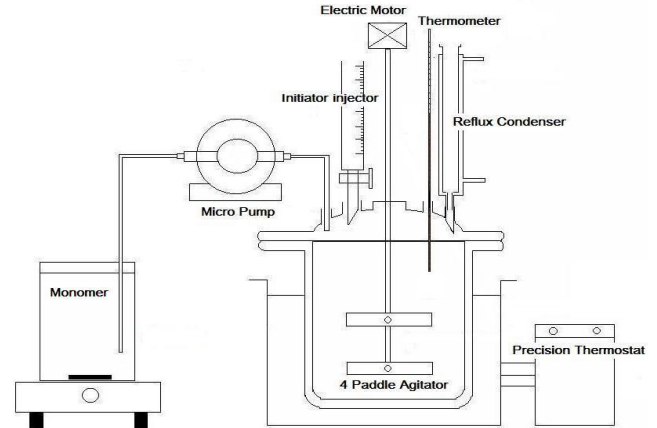 Electric Motor
Thermometer
Initiator injector
Reflux Condenser
Micro Pump
Monomer
Precision Thermostat
4 Paddle Agitator